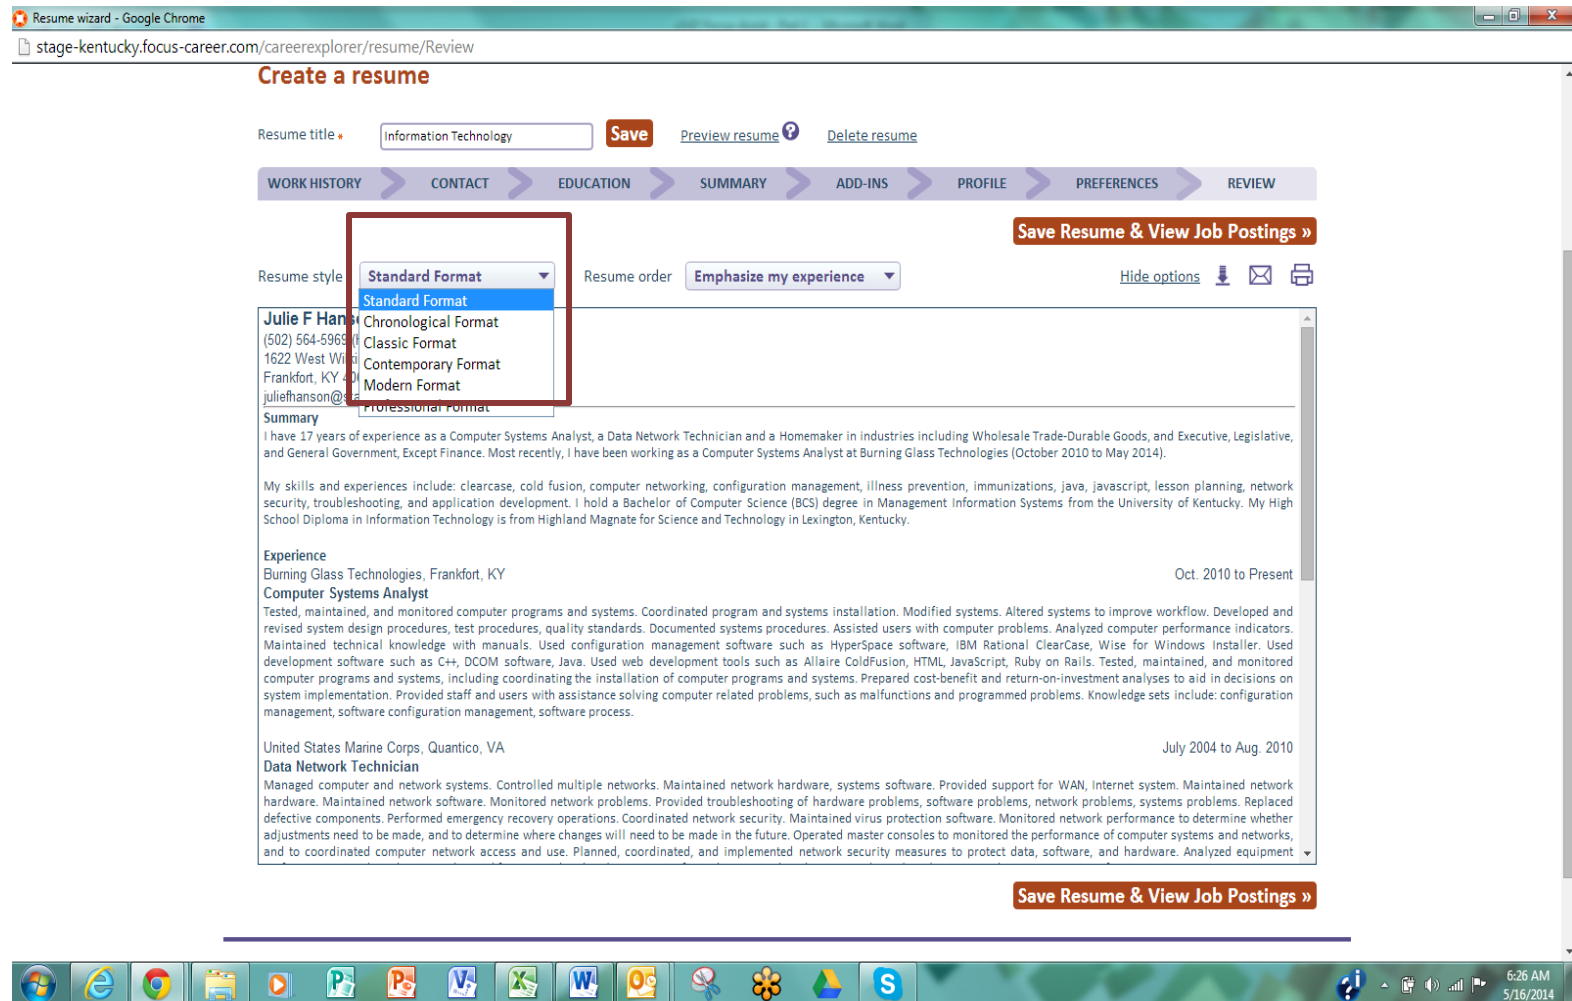 Resume wizard - Google Chrome
stage-kentucky.focus-career.com/careerexplorer/resume/Review
Create a resume
Resume title * Information Technology Save Preview resume ? Delete resume
WORK HISTORY CONTACT EDUCATION SUMMARY ADD-INS PROFILE PREFERENCES REVIEW
Save Resume & View Job Postings »
Resume style Standard Format Resume order Emphasize my experience Hide options
Standard Format
Chronological Format
Classic Format
Contemporary Format
Modern Format
Professional Format
Julie F
(502) 564-5969
1622 West
Frankfort, KY
Summary
I have 17 years of experience as a Computer Systems Analyst, a Data Network Technician and a Homemaker in industries including Wholesale Trade-Durable Goods, and Executive, Legislative,
and General Government, Except Finance. Most recently, I have been working as a Computer Systems Analyst at Burning Glass Technologies (October 2010 to May 2014).
My skills and experiences include: clearcase, cold fusion, computer networking, configuration management, illness prevention, immunizations, java, javascript, lesson planning, network
security, troubleshooting, and application development. I hold a Bachelor of Computer Science (BCS) degree in Management Information Systems from the University of Kentucky. My High
School Diploma in Information Technology is from Highland Magnate for Science and Technology in Lexington, Kentucky.
Experience
Burning Glass Technologies, Frankfort, KY Oct. 2010 to Present
Computer Systems Analyst
Tested, maintained, and monitored computer programs and systems. Coordinated program and systems installation. Modified systems. Altered systems to improve workflow. Developed and
revised system design procedures, test procedures, quality standards. Documented systems procedures. Assisted users with computer problems. Analyzed computer performance indicators.
Maintained technical knowledge with manuals. Used configuration management software such as HyperSpace software, IBM Rational ClearCase, Wise for Windows Installer. Used
development software such as C++, DCOM software, Java. Used web development tools such as Allaire ColdFusion, HTML, JavaScript, Ruby on Rails. Tested, maintained, and monitored
computer programs and systems, including coordinating the installation of computer programs and systems. Prepared cost-benefit and return-on-investment analyses to aid in decisions on
system implementation. Provided staff and users with assistance solving computer related problems, such as malfunctions and programmed problems. Knowledge sets include: configuration
management, software configuration management, software process.
United States Marine Corps, Quantico, VA July 2004 to Aug. 2010
Data Network Technician
Managed computer and network systems. Controlled multiple networks. Maintained network hardware, systems software. Provided support for WAN, Internet system. Maintained network
hardware. Maintained network software. Monitored network problems. Provided troubleshooting of hardware problems, software problems, network problems, systems problems. Replaced
defective components. Performed emergency recovery operations. Coordinated network security. Maintained virus protection software. Monitored network performance to determine whether
adjustments need to be made, and to determine where changes will need to be made in the future. Operated master consoles to monitored the performance of computer systems and networks,
and to coordinated computer network access and use. Planned, coordinated, and implemented network security measures to protect data, software, and hardware. Analyzed equipment
Save Resume & View Job Postings »
6:26 AM
5/16/2014